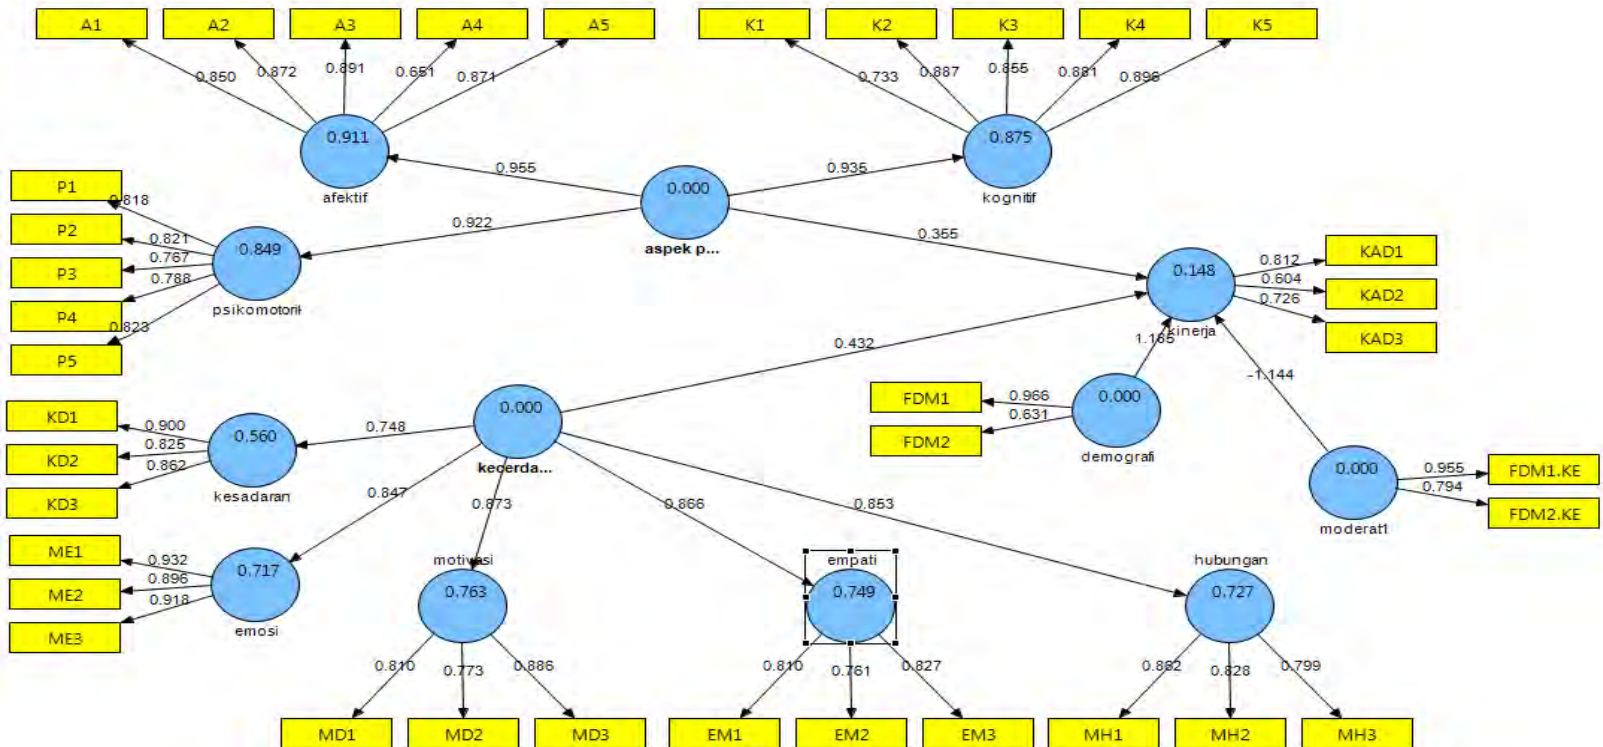 A1 A2 A3 A4 A5 K1 K2 K3 K4 K5
0.850 0.872 0.891 0.651 0.871 0.733 0.887 0.855 0.881 0.896
0.911 0.875
afektif kognitif
0.955 0.935
0.000
aspek p...
0.922 0.355
P1
P2
P3
P4
P5
0.818
0.821
0.767
0.788
0.823
0.849
psikomotorik
0.148
kinerja
KAD1
KAD2
KAD3
0.812
0.604
0.726
0.432
1.185
-1.144
FDM1
FDM2
0.966
0.631
0.000
demografi
0.000
moderat1
0.955
0.794
FDM1.KE
FDM2.KE
KD1
KD2
KD3
0.900
0.825
0.862
0.560
kesadaran
0.748
0.000
kecerda...
0.847 0.873 0.866 0.853
ME1
ME2
ME3
0.932
0.896
0.918
0.717
emosi
motivasi
0.763
empati
0.749
hubungan
0.727
0.810 0.773 0.886 0.810 0.761 0.827 0.862 0.828 0.799
MD1 MD2 MD3 EM1 EM2 EM3 MH1 MH2 MH3